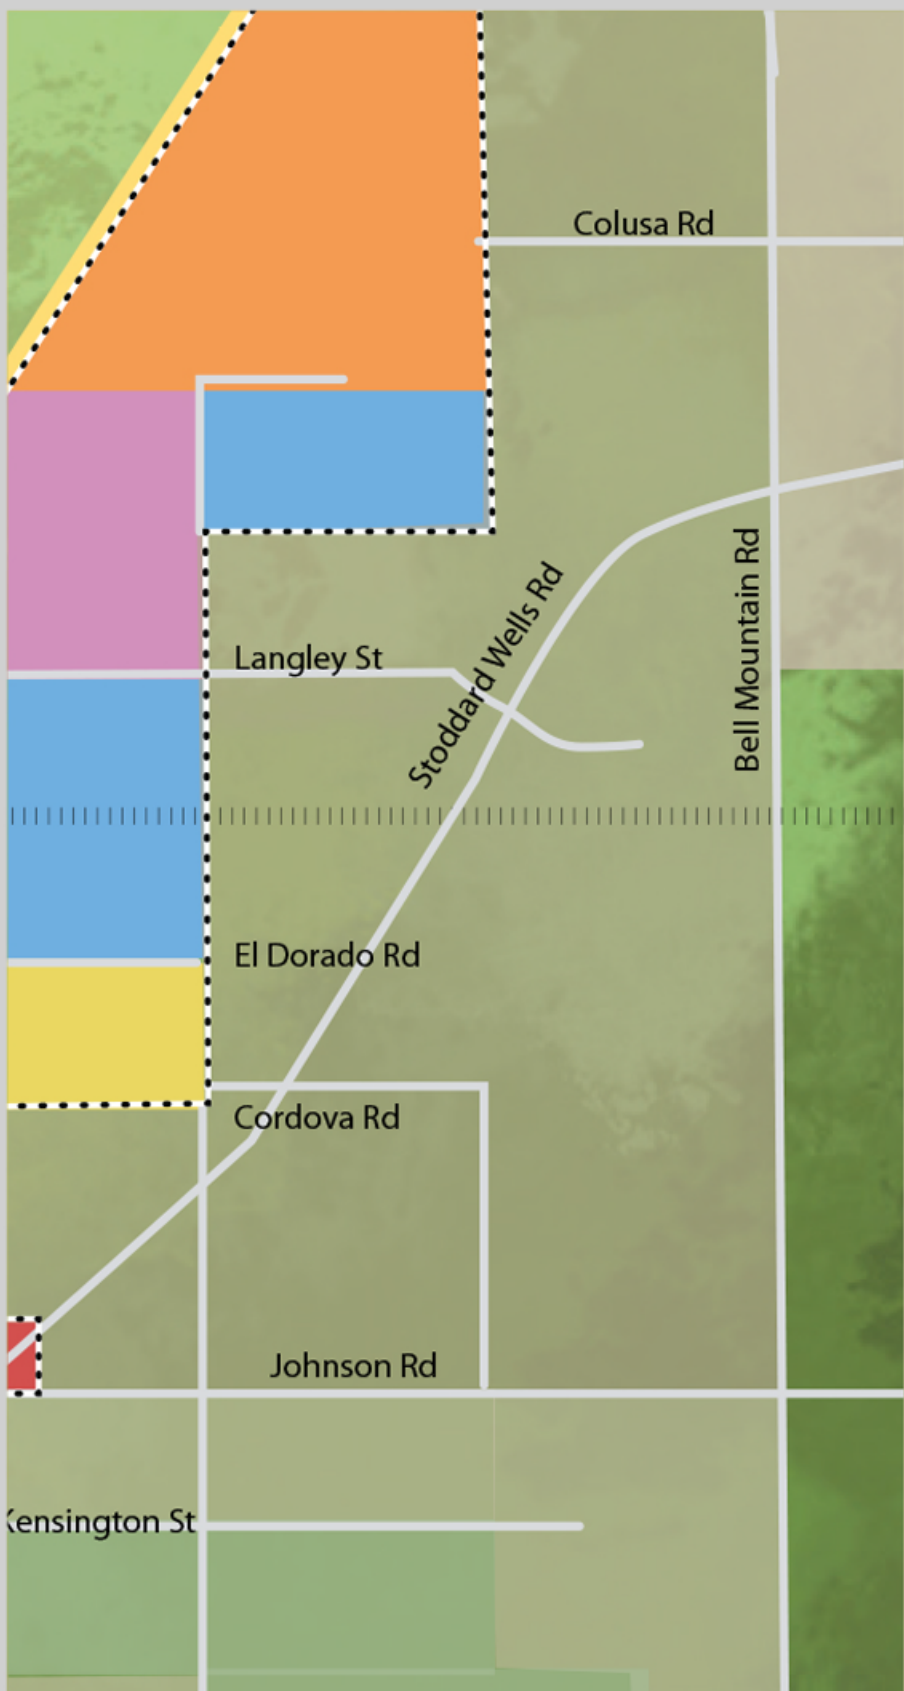 Colusa Rd
Stoddard Wells Rd
Bell Mountain Rd
Langley St
El Dorado Rd
Cordova Rd
Johnson Rd
Kensington St